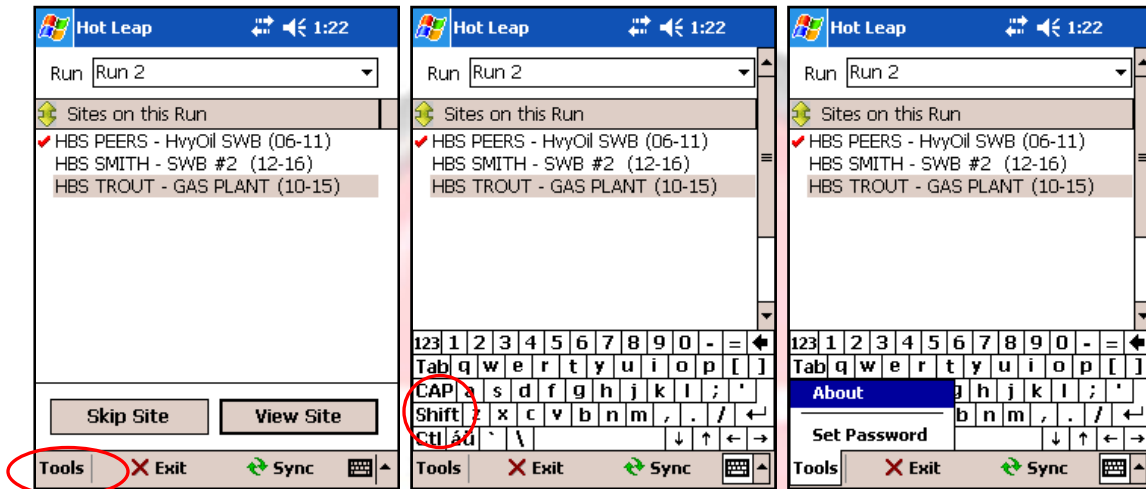 Hot Leap 1:22
Run Run 2
Sites on this Run
HBS PEERS - HvyOil SWB (06-11)
HBS SMITH - SWB #2 (12-16)
HBS TROUT - GAS PLANT (10-15)
Skip Site View Site
Tools Exit Sync
Hot Leap 1:22
Run Run 2
Sites on this Run
HBS PEERS - HvyOil SWB (06-11)
HBS SMITH - SWB #2 (12-16)
HBS TROUT - GAS PLANT (10-15)
123 1 2 3 4 5 6 7 8 9 0 - =
Tab q w e r t y u i o p [ ]
CAP a s d f g h j k l ; '
Shift z x c v b n m , . /
Ctl áü ` \ ↓ ↑ ← →
Tools Exit Sync
Hot Leap 1:22
Run Run 2
Sites on this Run
HBS PEERS - HvyOil SWB (06-11)
HBS SMITH - SWB #2 (12-16)
HBS TROUT - GAS PLANT (10-15)
123 1 2 3 4 5 6 7 8 9 0 - =
Tab q w e r t y u i o p [ ]
About h j k l ; '
b n m , . /
Set Password ↓ ↑ ← →
Tools Exit Sync